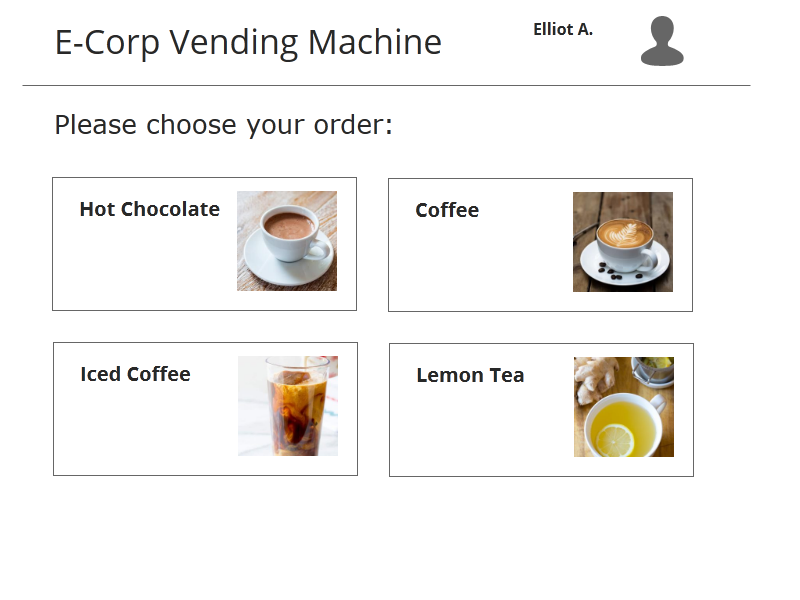 E-Corp Vending Machine
Elliot A.
Please choose your order:
Hot Chocolate
Coffee
Iced Coffee
Lemon Tea